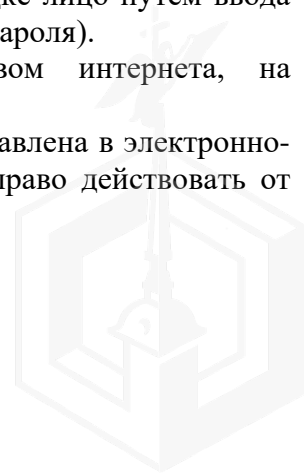 лицо путем ввода
ароля).
вом интернета, на
авлена в электронно-
право действовать от